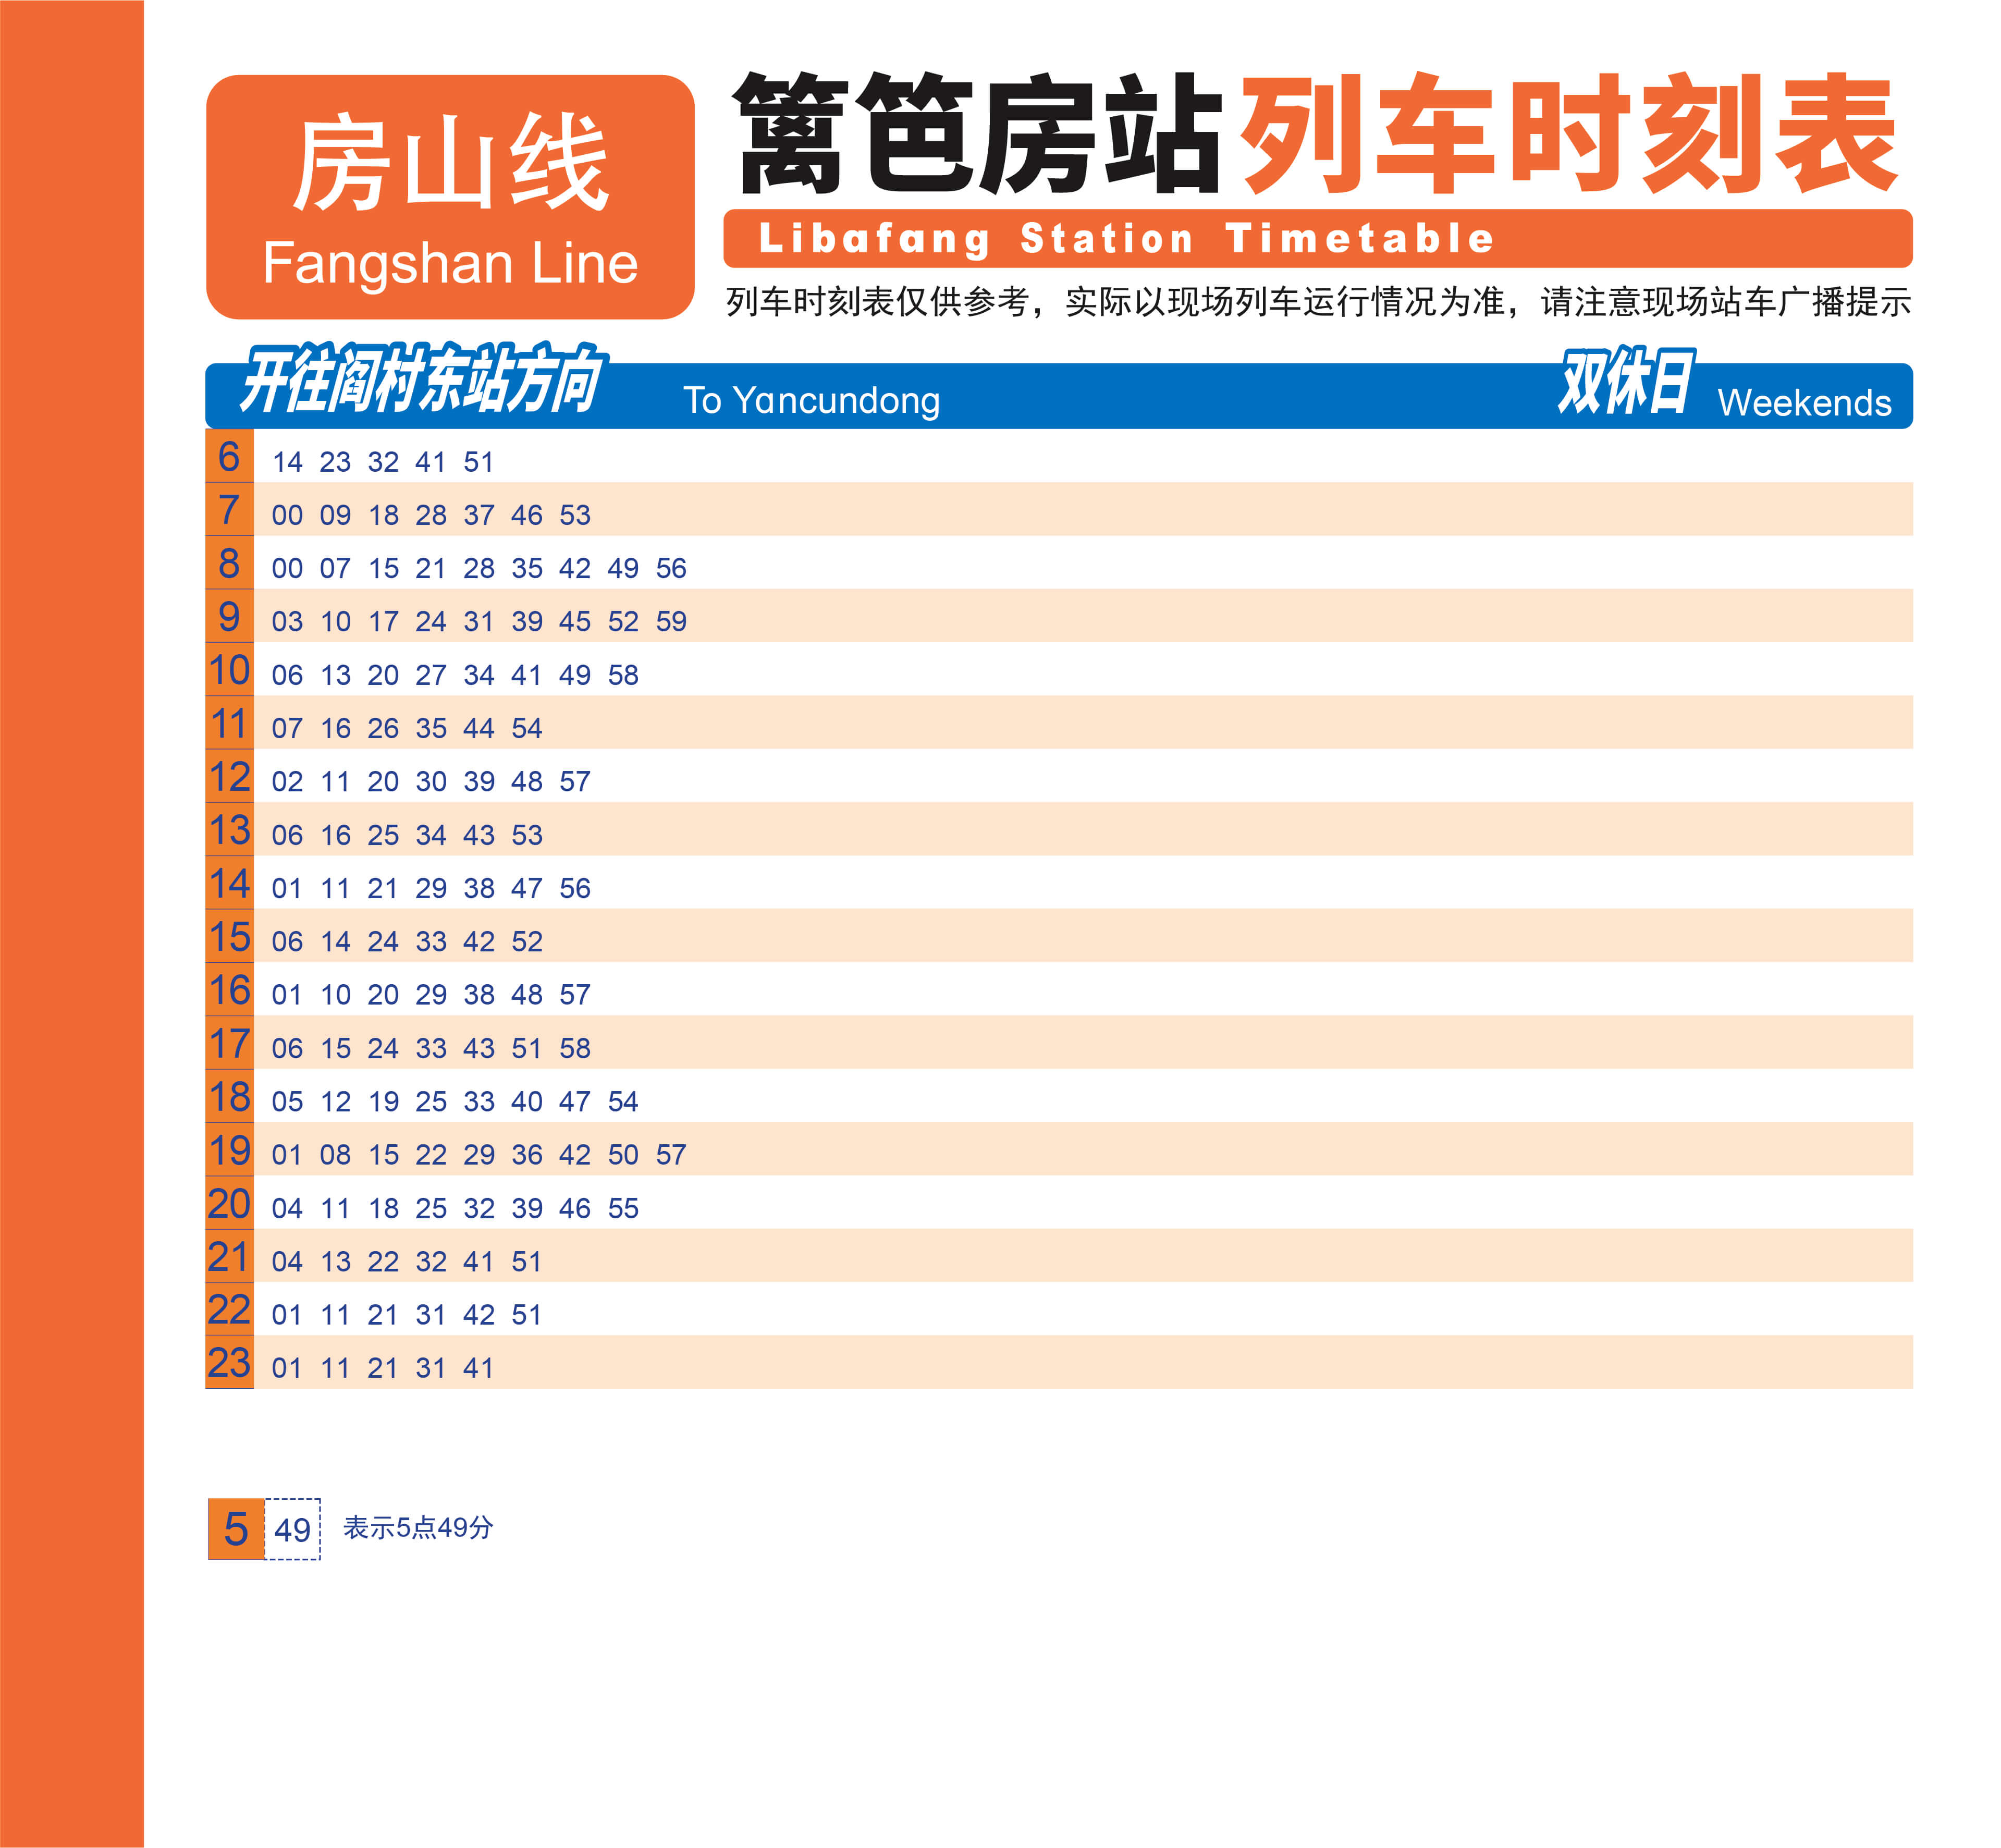 房山线
Fangshan Line
篱笆房站列车时刻表
Libafang Station Timetable
列车时刻表仅供参考，实际以现场列车运行情况为准，请注意现场站车广播提示
开往阎村东站方向 To Yancundong 双休日 Weekends
6 14 23 32 41 51
7 00 09 18 28 37 46 53
8 00 07 15 21 28 35 42 49 56
9 03 10 17 24 31 39 45 52 59
10 06 13 20 27 34 41 49 58
11 07 16 26 35 44 54
12 02 11 20 30 39 48 57
13 06 16 25 34 43 53
14 01 11 21 29 38 47 56
15 06 14 24 33 42 52
16 01 10 20 29 38 48 57
17 06 15 24 33 43 51 58
18 05 12 19 25 33 40 47 54
19 01 08 15 22 29 36 42 50 57
20 04 11 18 25 32 39 46 55
21 04 13 22 32 41 51
22 01 11 21 31 42 51
23 01 11 21 31 41
5 49 表示5点49分